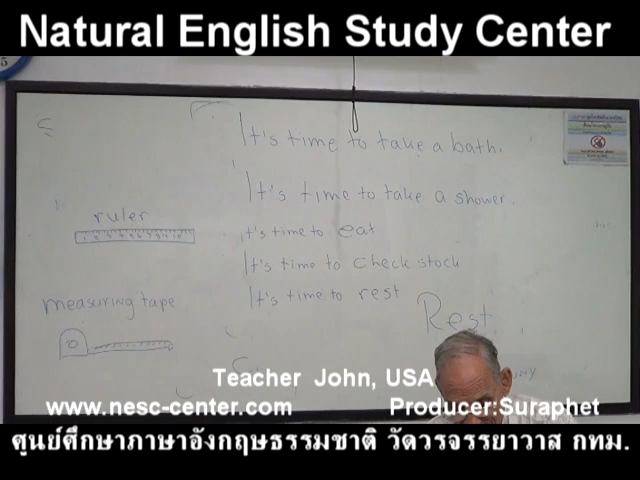 Natural English Study Center
5
It's time to take a bath.
It's time to take a shower.
ruler
It's time to eat
It's time to check stock
measuring tape
It's time to rest
Rest
Teacher John, USA
www.nesc-center.com Producer:Suraphet
ศูนย์ศึกษาภาษาอังกฤษธรรมชาติ วัดวรจรรยาวาส กทม.